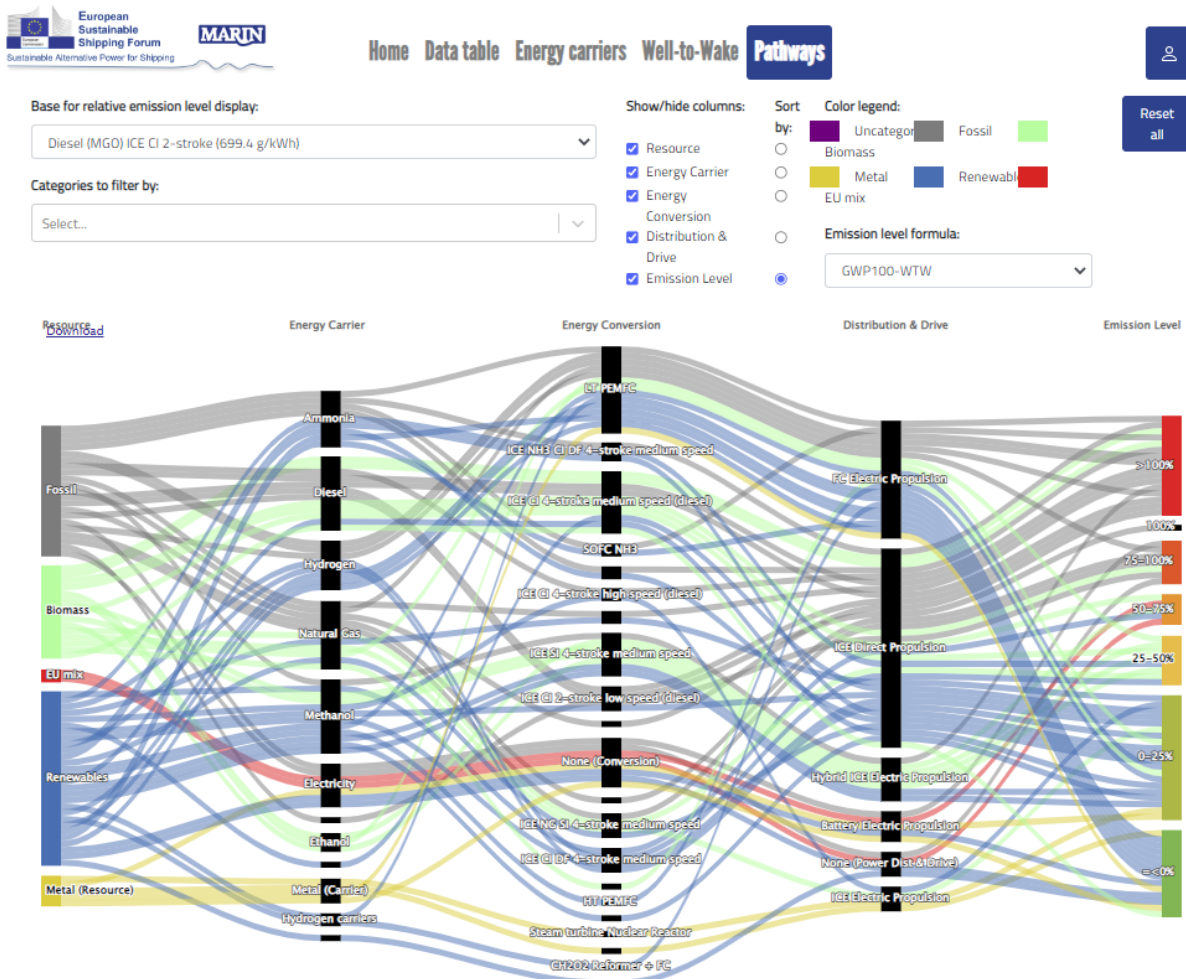 European
Sustainable
Shipping Forum
Sustainable Alternative Power for Shipping
MARIN
Home Data table Energy carriers Well-to-Wake Pathways
Base for relative emission level display:
Diesel (MGO) ICE CI 2-stroke (699.4 g/kWh)
Categories to filter by:
Select...
Show/hide columns:
Sort
by:
Resource
Energy Carrier
Energy
Conversion
Distribution &
Drive
Emission Level
Color legend:
Uncategor Fossil
Biomass
Metal Renewable
EU mix
Emission level formula:
GWP100-WTW
Reset
all
Resource Energy Carrier Energy Conversion Distribution & Drive Emission Level
Download
Fossil
Biomass
EU mix
Renewables
Metal (Resource)
Ammonia
Diesel
Hydrogen
Natural Gas
Methanol
Electricity
Ethanol
Metal (Carrier)
Hydrogen carriers
LT PEMFC
ICE NH3 CI DF 4-stroke medium speed
ICE CI 4-stroke medium speed (diesel)
SOFC NH3
ICE CI 4-stroke high speed (diesel)
ICE SI 4-stroke medium speed
ICE CI 2-stroke low speed (diesel)
None (Conversion)
ICE NG SI 4-stroke medium speed
ICE CI DF 4-stroke medium speed
HT PEMFC
Steam turbine Nuclear Reactor
CH2O2 Reformer + FC
FC Electric Propulsion
ICE Direct Propulsion
Hybrid ICE Electric Propulsion
Battery Electric Propulsion
None (Power Dist & Drive)
ICE Electric Propulsion
>100%
100%
75-100%
50-75%
25-50%
0-25%
=<0%